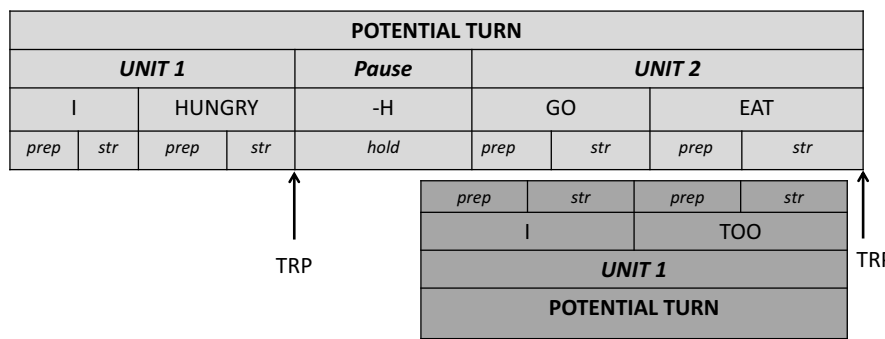 POTENTIAL TURN
UNIT 1 Pause UNIT 2
I HUNGRY -H GO EAT
prep str prep str hold prep str prep str
prep str prep str
I TOO
TRP TRP
UNIT 1
POTENTIAL TURN